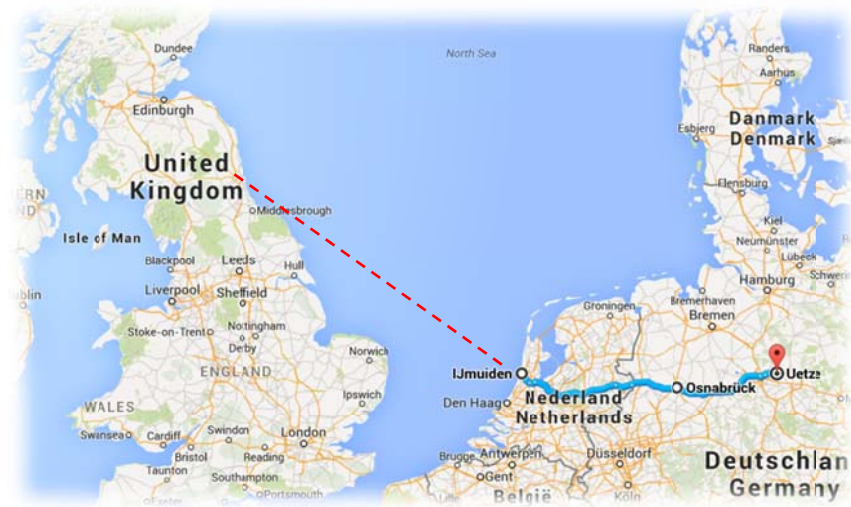 Dundee
North Sea
Randers
Aarhus
Edinburgh
Danmark
Denmark
Esbjerg
United
Kingdom
Flensburg
Middlesbrough
Isle of Man
Kiel
Neumünster
Lübeck
Blackpool
Leeds
Hull
Hamburg
Liverpool
Sheffield
Groningen
Bremerhaven
Bremen
Stoke-on-Trent
Nottingham
Derby
Norwich
ENGLAND
IJmuiden
Uetze
Osnabrück
Nederland
Netherlands
Den Haag
Ipswich
WALES
Swansea
Cardiff
Swindon
London
Bristol
Reading
Brugge
Antwerpen
Düsseldorf
Deutschlan
Germany
Taunton
Southampton
Portsmouth
Gent
België
Köln
Exeter